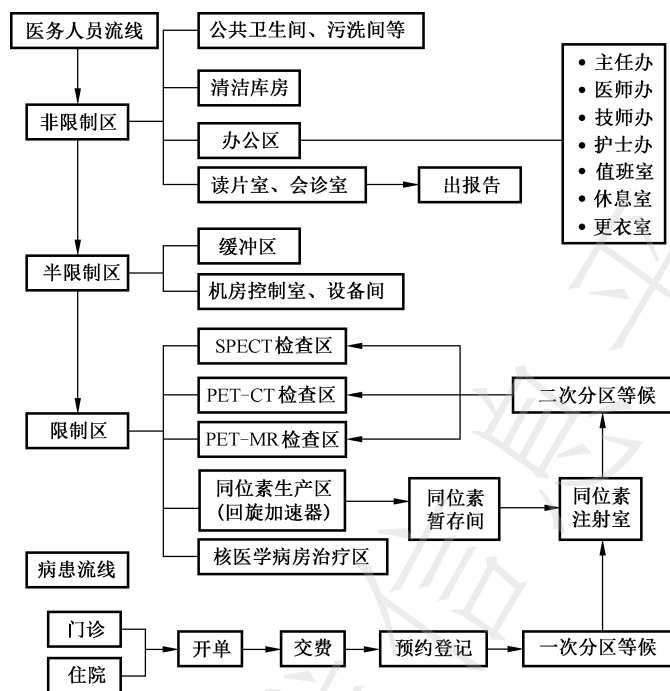 医务人员流线
公共卫生间、污洗间等
清洁库房
非限制区
办公区
• 主任办
• 医师办
• 技师办
• 护士办
• 值班室
• 休息室
• 更衣室
读片室、会诊室
出报告
半限制区
缓冲区
机房控制室、设备间
限制区
SPECT检查区
PET-CT检查区
PET-MR检查区
二次分区等候
同位素生产区
(回旋加速器)
同位素
暂存间
同位素
注射室
核医学病房治疗区
病患流线
门诊
住院
开单
交费
预约登记
一次分区等候